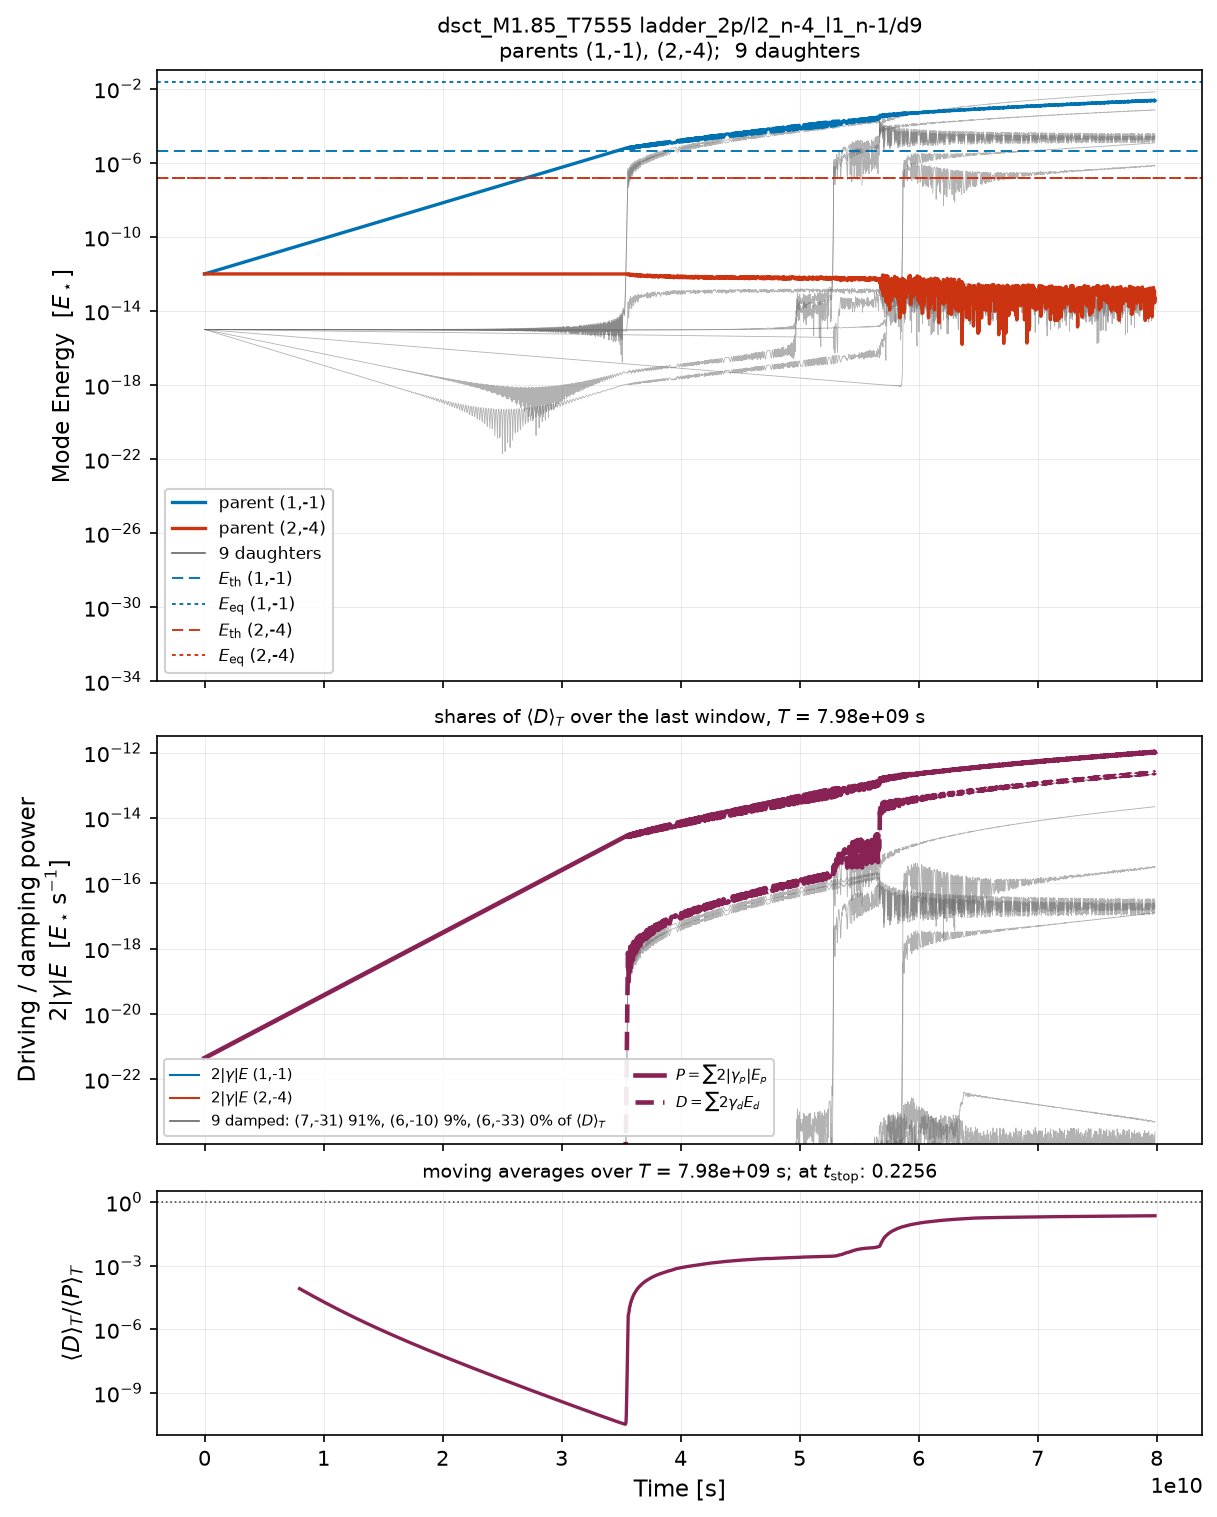 dsct_M1.85_T7555 ladder_2p/l2_n-4_l1_n-1/d9
parents (1,-1), (2,-4);  9 daughters
Mode Energy  [E⋆]
10⁻²
10⁻⁶
10⁻¹⁰
10⁻¹⁴
10⁻¹⁸
10⁻²²
10⁻²⁶
10⁻³⁰
10⁻³⁴
parent (1,-1)
parent (2,-4)
9 daughters
E_th (1,-1)
E_eq (1,-1)
E_th (2,-4)
E_eq (2,-4)
shares of ⟨D⟩_T over the last window, T = 7.98e+09 s
Driving / damping power
2|γ|E  [E⋆ s⁻¹]
10⁻¹²
10⁻¹⁴
10⁻¹⁶
10⁻¹⁸
10⁻²⁰
10⁻²²
2|γ|E (1,-1)
2|γ|E (2,-4)
9 damped: (7,-31) 91%, (6,-10) 9%, (6,-33) 0% of ⟨D⟩_T
P = ∑2|γ_p|E_p
D = ∑2γ_dE_d
moving averages over T = 7.98e+09 s; at t_stop: 0.2256
⟨D⟩_T/⟨P⟩_T
10⁰
10⁻³
10⁻⁶
10⁻⁹
0 1 2 3 4 5 6 7 8
1e10
Time [s]